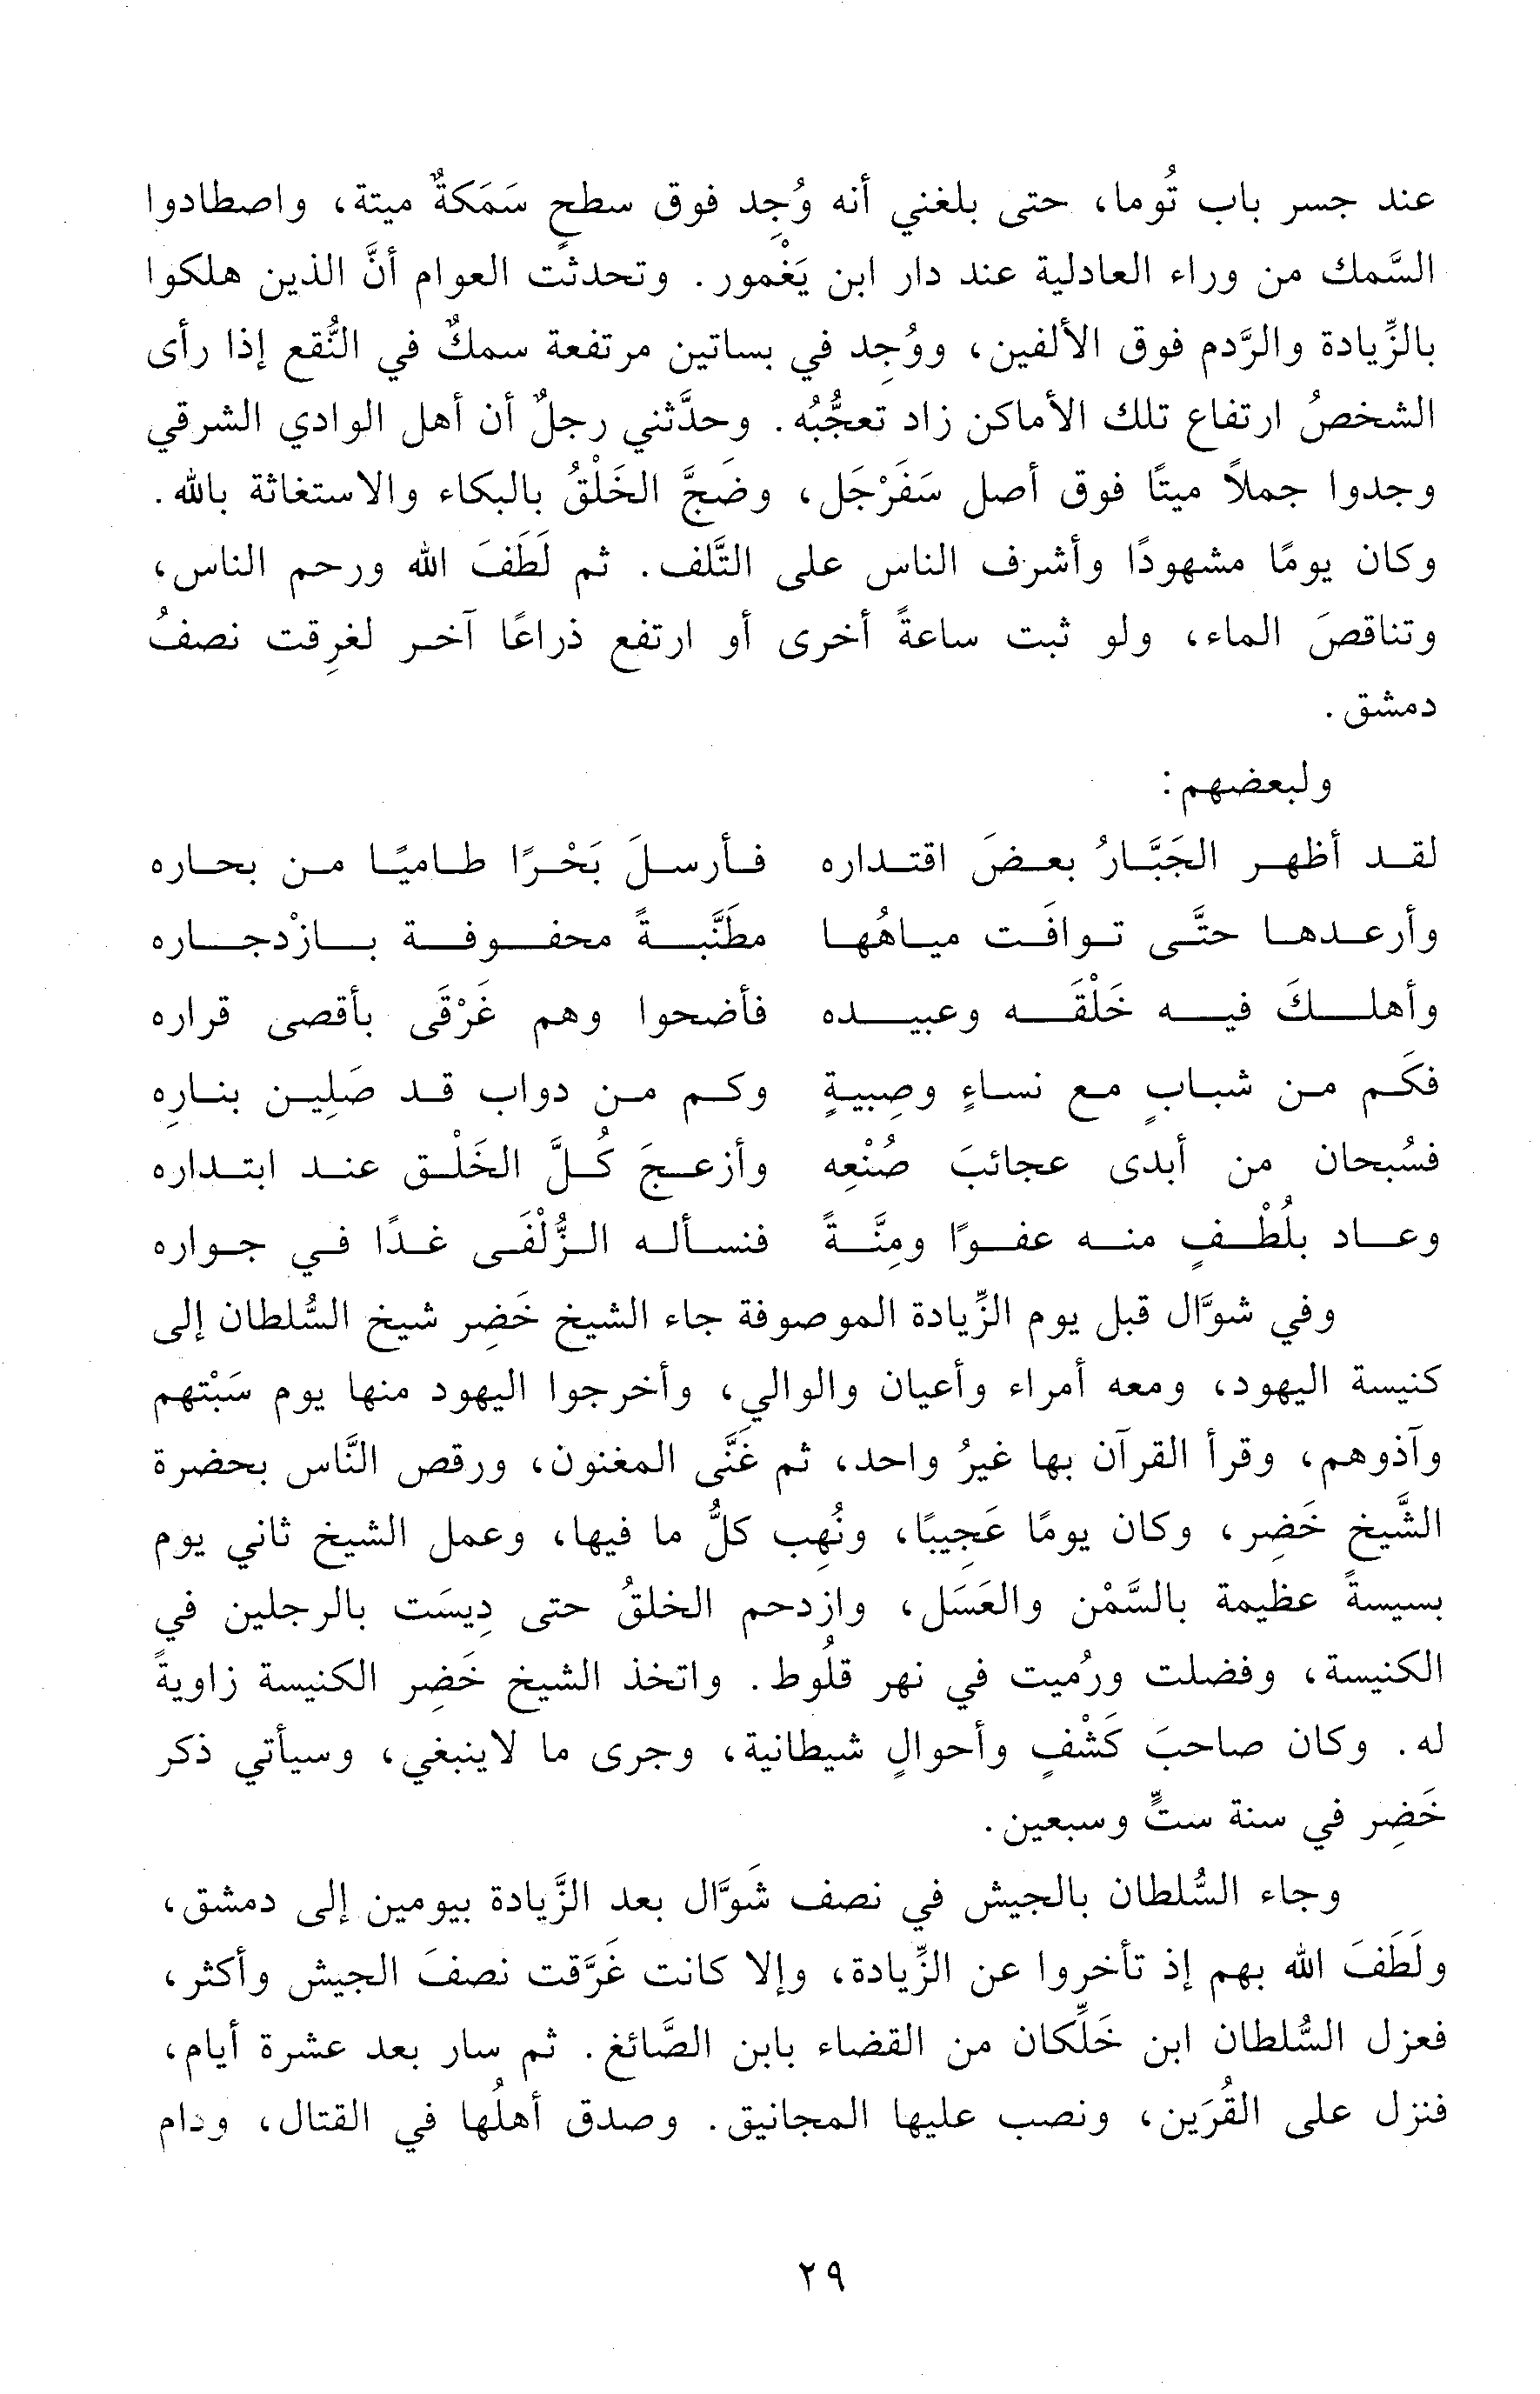 عند جسر باب تُوما، حتى بلغني أنه وُجِد فوق سطحٍ سَمَكةٌ ميتة، واصطادوا
السَّمك من وراء العادلية عند دار ابن يَغْمور. وتحدثت العوام أنَّ الذين هلكوا
بالزِّيادة والرَّدم فوق الألفين، ووُجِد في بساتين مرتفعة سمكٌ في النُّقع إذا رأى
الشخصُ ارتفاع تلك الأماكن زاد تعجُّبُه. وحدَّثني رجلٌ أن أهل الوادي الشرقي
وجدوا جملاً ميتًا فوق أصل سَفَرْجَل، وضَجَّ الخَلْقُ بالبكاء والاستغاثة بالله.
وكان يومًا مشهودًا وأشرف الناس على التَّلف. ثم لَطَفَ الله ورحم الناس،
وتناقصَ الماء، ولو ثبت ساعةً أخرى أو ارتفع ذراعًا آخر لغرِقت نصفُ
دمشق.
ولبعضهم:
لقد أظهر الجَبَّارُ بعضَ اقتداره فأرسلَ بَحْرًا طاميًا من بحاره
وأرعدها حتَّى توافَت مياهُها مطَنَّبةً محفوفة بازْدجاره
وأهلكَ فيه خَلْقَه وعبيده فأضحوا وهم غَرْقَى بأقصى قراره
فكَم من شبابٍ مع نساءٍ وصِبيةٍ وكم من دواب قد صَلِين بنارِه
فسُبحان من أبدى عجائبَ صُنْعِه وأزعجَ كُلَّ الخَلْق عند ابتداره
وعاد بلُطْفٍ منه عفوًا ومِنَّةً فنسأله الزُّلْفَى غدًا في جواره
وفي شوَّال قبل يوم الزِّيادة الموصوفة جاء الشيخ خَضِر شيخ السُّلطان إلى
كنيسة اليهود، ومعه أمراء وأعيان والوالي، وأخرجوا اليهود منها يوم سَبْتهم
وآذوهم، وقرأ القرآن بها غيرُ واحد، ثم غَنَّى المغنون، ورقص النَّاس بحضرة
الشَّيخ خَضِر، وكان يومًا عَجِيبًا، ونُهِب كلُّ ما فيها، وعمل الشيخ ثاني يوم
بسيسةً عظيمة بالسَّمْن والعَسَل، وازدحم الخلقُ حتى دِيسَت بالرجلين في
الكنيسة، وفضلت ورُميت في نهر قلُوط. واتخذ الشيخ خَضِر الكنيسة زاويةً
له. وكان صاحبَ كَشْفٍ وأحوالٍ شيطانية، وجرى ما لاينبغي، وسيأتي ذكر
خَضِر في سنة ستٍّ وسبعين.
وجاء السُّلطان بالجيش في نصف شَوَّال بعد الزَّيادة بيومين إلى دمشق،
ولَطَفَ الله بهم إذ تأخروا عن الزِّيادة، وإلا كانت غَرَّقت نصفَ الجيش وأكثر،
فعزل السُّلطان ابن خَلِّكان من القضاء بابن الصَّائغ. ثم سار بعد عشرة أيام،
فنزل على القُرَين، ونصب عليها المجانيق. وصدق أهلُها في القتال، ودام
٢٩